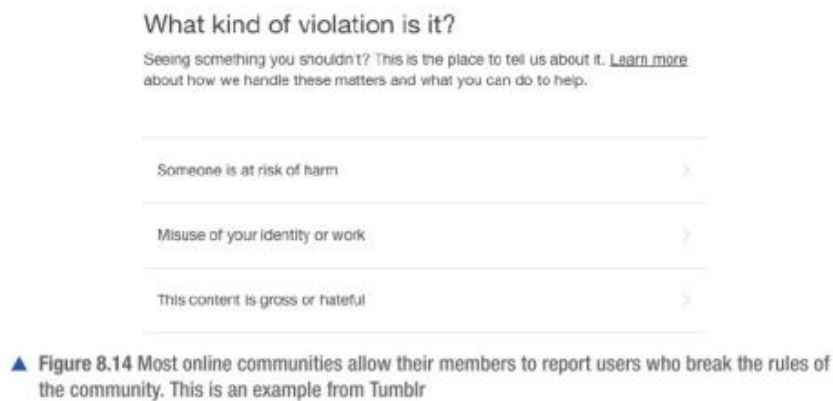 What kind of violation is it?
Seeing something you shouldn't? This is the place to tell us about it. Learn more
about how we handle these matters and what you can do to help.
Someone is at risk of harm
Misuse of your identity or work
This content is gross or hateful
▲ Figure 8.14 Most online communities allow their members to report users who break the rules of
the community. This is an example from Tumblr